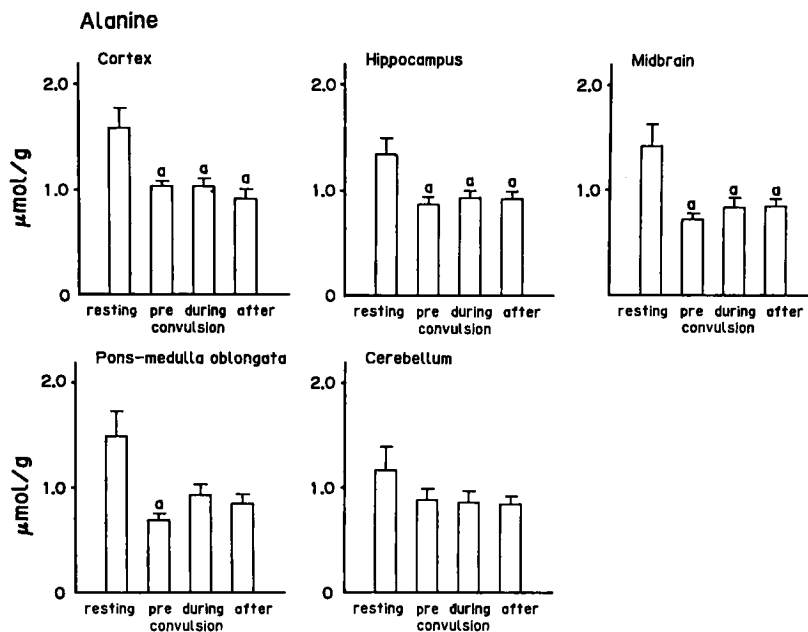 Alanine
Cortex
2.0
a a a
1.0
0
μmol/g
resting pre during after
convulsion
Hippocampus
2.0
a a a
1.0
0
resting pre during after
convulsion
Midbrain
2.0
a a a
1.0
resting pre during after
convulsion
Pons-medulla oblongata
2.0
a
1.0
0
μmol/g
resting pre during after
convulsion
Cerebellum
2.0
1.0
0
resting pre during after
convulsion